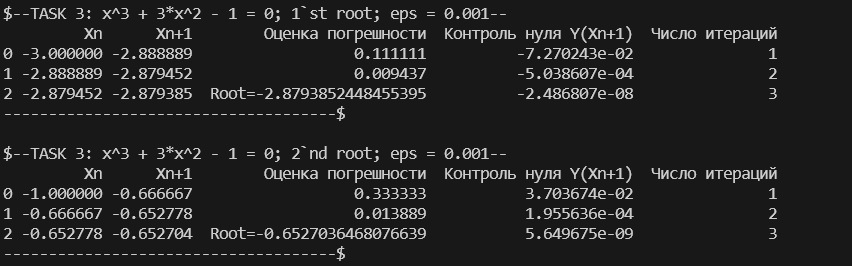 $--TASK 3: x^3 + 3*x^2 - 1 = 0; 1`st root; eps = 0.001--
Xn Xn+1 Оценка погрешности Контроль нуля Y(Xn+1) Число итераций
0 -3.000000 -2.888889 0.111111 -7.270243e-02 1
1 -2.888889 -2.879452 0.009437 -5.038607e-04 2
2 -2.879452 -2.879385 Root=-2.8793852448455395 -2.486807e-08 3
------------------------------------$
$--TASK 3: x^3 + 3*x^2 - 1 = 0; 2`nd root; eps = 0.001--
Xn Xn+1 Оценка погрешности Контроль нуля Y(Xn+1) Число итераций
0 -1.000000 -0.666667 0.333333 3.703674e-02 1
1 -0.666667 -0.652778 0.013889 1.955636e-04 2
2 -0.652778 -0.652704 Root=-0.6527036468076639 5.649675e-09 3
------------------------------------$